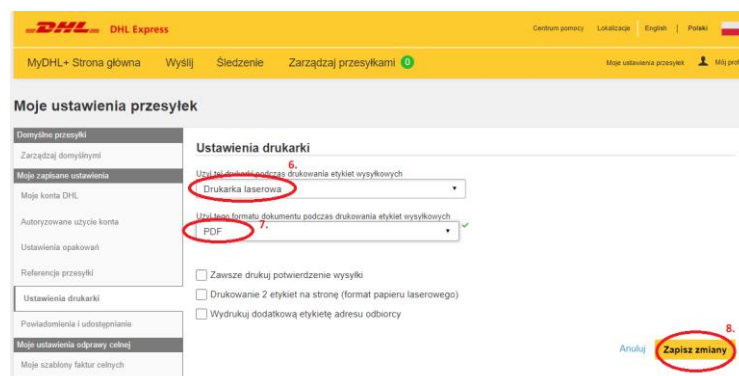 DHL DHL Express
Centrum pomocy Lokalizacje English | Polski
MyDHL+ Strona główna Wyślij Śledzenie Zarządzaj przesyłkami 0 Moje ustawienia przesyłek Mój prof
Moje ustawienia przesyłek
Domyślne przesyłki
Zarządzaj domyślnymi
Moje zapisane ustawienia
Moje konta DHL
Autoryzowane użycie konta
Ustawienia opakowań
Referencje przesyłki
Ustawienia drukarki
Powiadomienia i udostępnianie
Moje ustawienia odprawy celnej
Moje szablony faktur celnych
Ustawienia drukarki
6.
Użyj tej drukarki podczas drukowania etykiet wysyłkowych
Drukarka laserowa
Użyj tego formatu dokumentu podczas drukowania etykiet wysyłkowych
7.
PDF
Zawsze drukuj potwierdzenie wysyłki
Drukowanie 2 etykiet na stronę (format papieru laserowego)
Wydrukuj dodatkową etykietę adresu odbiorcy
8.
Anuluj Zapisz zmiany